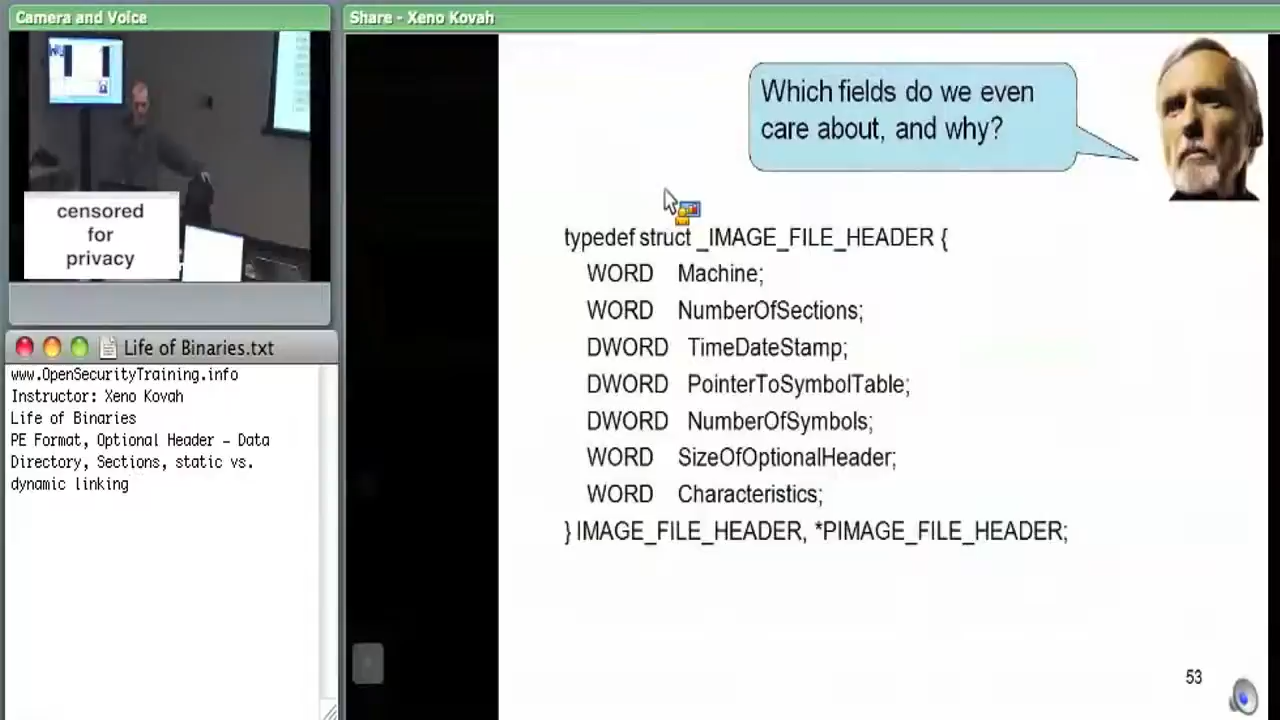 Camera and Voice
Share - Xeno Kovah
censored
for
privacy
Life of Binaries.txt
www.OpenSecurityTraining.info
Instructor: Xeno Kovah
Life of Binaries
PE Format, Optional Header – Data
Directory, Sections, static vs.
dynamic linking
Which fields do we even
care about, and why?
typedef struct _IMAGE_FILE_HEADER {
WORD Machine;
WORD NumberOfSections;
DWORD TimeDateStamp;
DWORD PointerToSymbolTable;
DWORD NumberOfSymbols;
WORD SizeOfOptionalHeader;
WORD Characteristics;
} IMAGE_FILE_HEADER, *PIMAGE_FILE_HEADER;
53